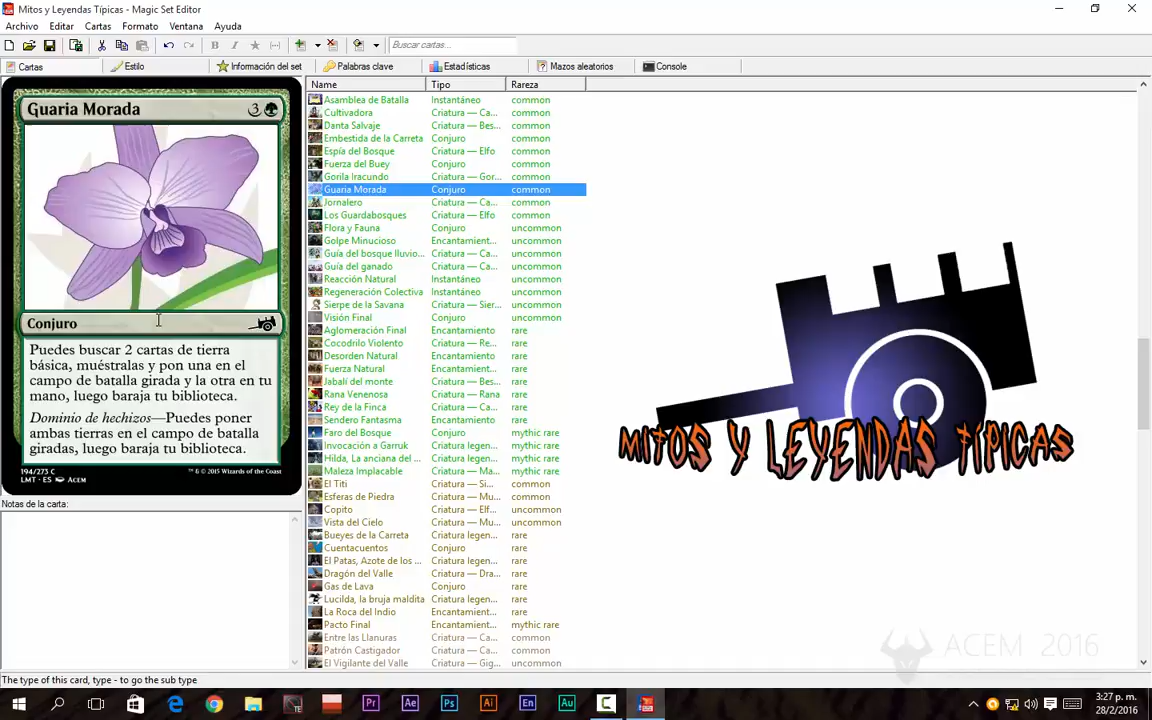 Mitos y Leyendas Típicas - Magic Set Editor
Archivo Editar Cartas Formato Ventana Ayuda
B I Buscar cartas...
Cartas Estilo Información del set Palabras clave Estadísticas Mazos aleatorios Console
Guaria Morada 3
Conjuro
Puedes buscar 2 cartas de tierra
básica, muéstralas y pon una en el
campo de batalla girada y la otra en tu
mano, luego baraja tu biblioteca.
Dominio de hechizos—Puedes poner
ambas tierras en el campo de batalla
giradas, luego baraja tu biblioteca.
194/273 C
LMT · ES Acem
™ & © 2015 Wizards of the Coast
Notas de la carta:
Name Tipo Rareza
Asamblea de Batalla Instantáneo common
Cultivadora Criatura — Ca... common
Danta Salvaje Criatura — Bes... common
Embestida de la Carreta Conjuro common
Espía del Bosque Criatura — Elfo common
Fuerza del Buey Conjuro common
Gorila Iracundo Criatura — Gor... common
Guaria Morada Conjuro common
Jornalero Criatura — Ca... common
Los Guardabosques Criatura — Elfo common
Flora y Fauna Conjuro uncommon
Golpe Minucioso Encantament... uncommon
Guía del bosque lluvio... Criatura — Ca... uncommon
Guía del ganado Criatura — Ca... uncommon
Reacción Natural Instantáneo uncommon
Regeneración Colectiva Instantáneo uncommon
Sierpe de la Savana Criatura — Sier... uncommon
Visión Final Conjuro uncommon
Aglomeración Final Encantamiento rare
Cocodrilo Violento Criatura — Re... rare
Desorden Natural Encantamiento rare
Fuerza Natural Encantamiento rare
Jabalí del monte Criatura — Bes... rare
Rana Venenosa Criatura — Rana rare
Rey de la Finca Criatura — Ca... rare
Sendero Fantasma Encantamiento rare
Faro del Bosque Conjuro mythic rare
Invocación a Garruk Criatura legen... mythic rare
Hilda, La anciana del ... Criatura legen... mythic rare
Maleza Implacable Encantamient... mythic rare
El Titi Criatura — Si... common
Esferas de Piedra Criatura — Mu... common
Copito Criatura — Elf... uncommon
Vista del Cielo Criatura — Mu... uncommon
Bueyes de la Carreta Criatura legen... rare
Cuentacuentos Conjuro rare
El Patas, Azote de los ... Criatura legen... rare
Dragón del Valle Criatura — Dra... rare
Gas de Lava Conjuro rare
Lucilda, la bruja maldita Criatura legen... rare
La Roca del Indio Encantament... rare
Pacto Final Encantament... mythic rare
Entre las Llanuras Criatura — Ca... common
Patrón Castigador Criatura — Ca... common
El Vigilante del Valle Criatura — Gig... uncommon
MITOS Y LEYENDAS TÍPICAS
ACEM 2016
The type of this card, type - to go the sub type
TE Pr Ae Ps Ai En Au
3:27 p. m.
28/2/2016